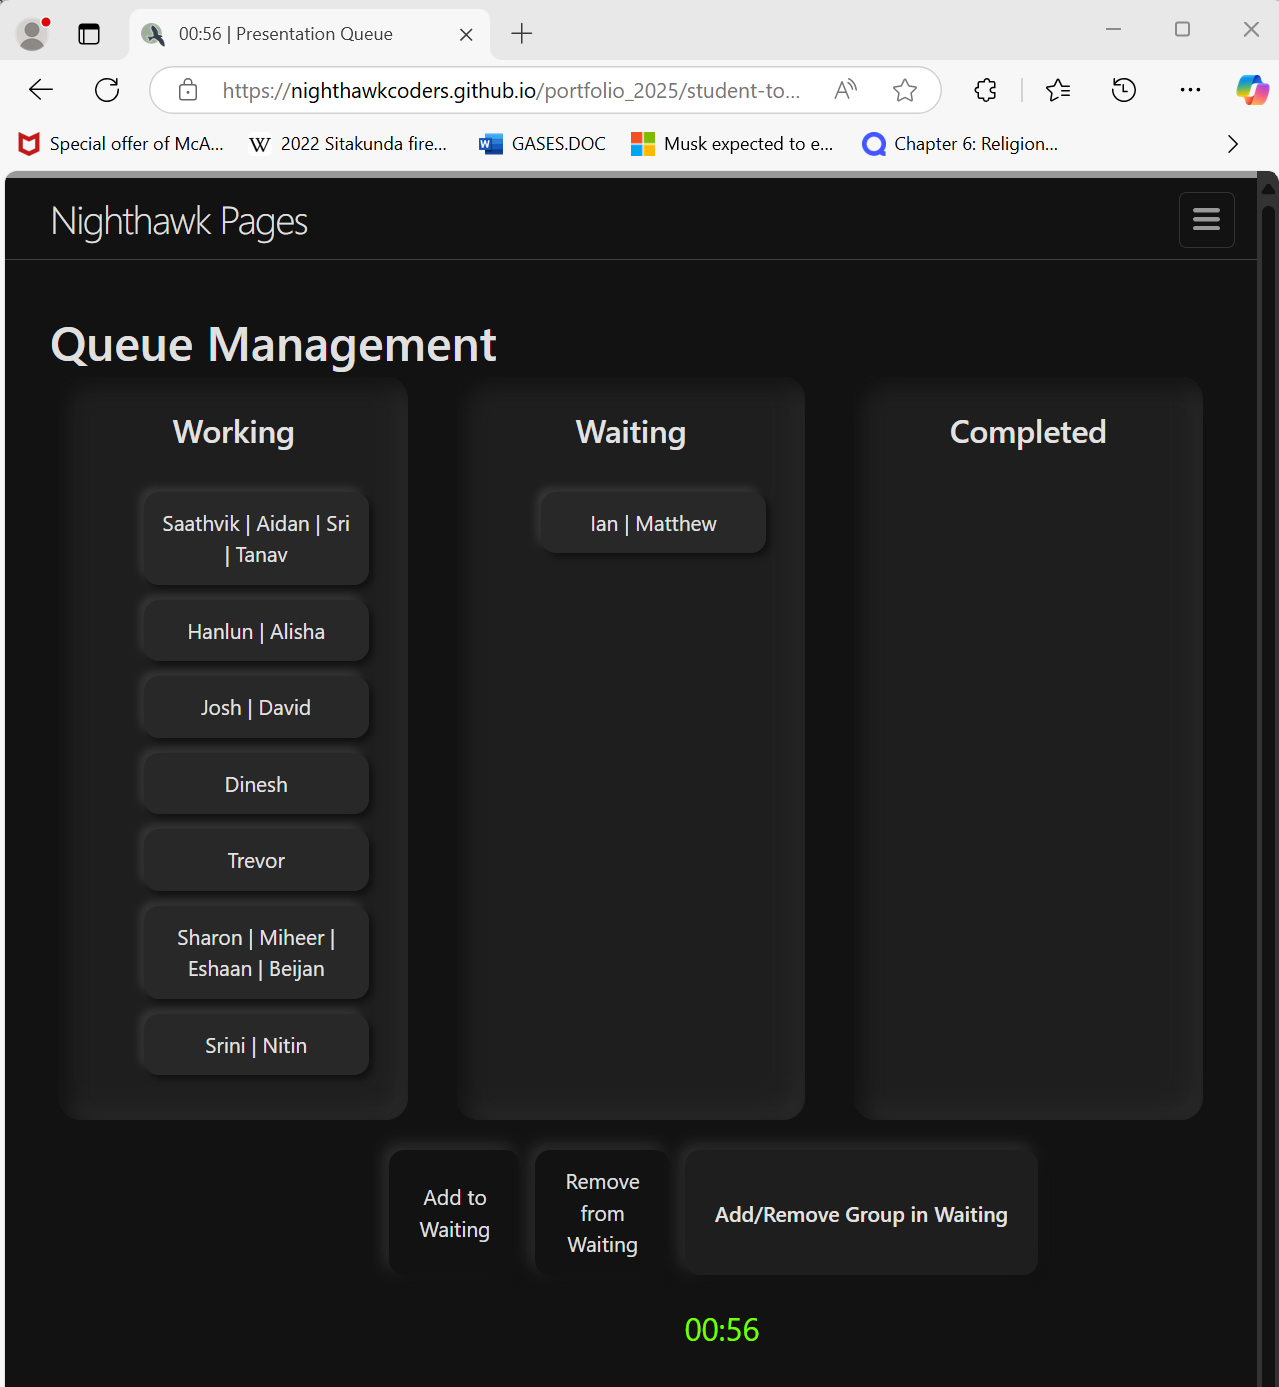 00:56 | Presentation Queue
https://nighthawkcoders.github.io/portfolio_2025/student-to...
Special offer of McA...
W 2022 Sitakunda fire...
GASES.DOC
Musk expected to e...
Chapter 6: Religion...
Nighthawk Pages
Queue Management
Working
Saathvik | Aidan | Sri
| Tanav
Hanlun | Alisha
Josh | David
Dinesh
Trevor
Sharon | Miheer |
Eshaan | Beijan
Srini | Nitin
Waiting
Ian | Matthew
Completed
Add to
Waiting
Remove
from
Waiting
Add/Remove Group in Waiting
00:56